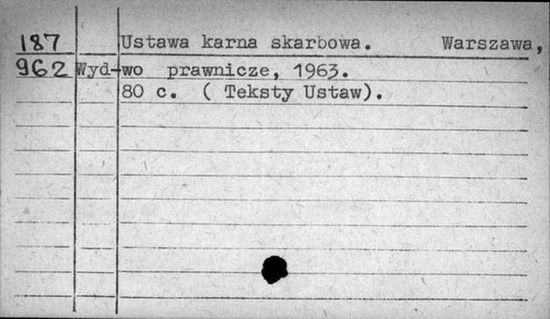 187 Ustawa karna skarbowa. Warszawa,
962 Wyd-wo prawnicze, 1963.
80 c. ( Teksty Ustaw).